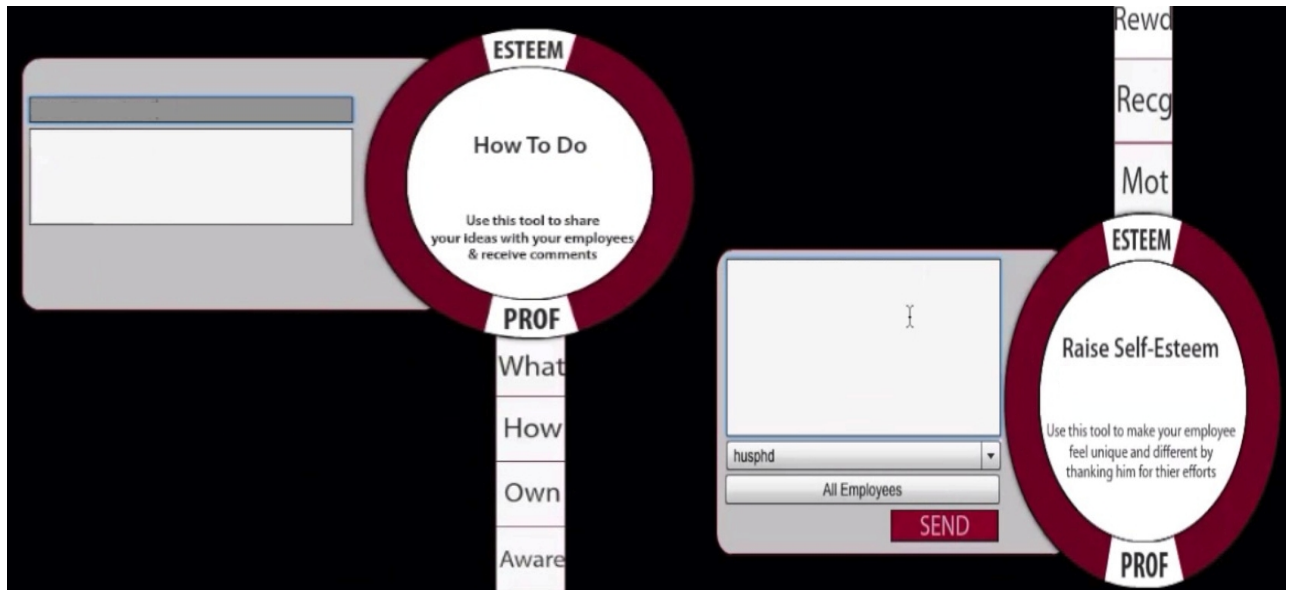 ESTEEM
How To Do
Use this tool to share
your ideas with your employees
& receive comments
PROF
What
How
Own
Aware
Rewd
Recg
Mot
ESTEEM
Raise Self-Esteem
Use this tool to make your employee
feel unique and different by
thanking him for thier efforts
husphd
All Employees
SEND
PROF